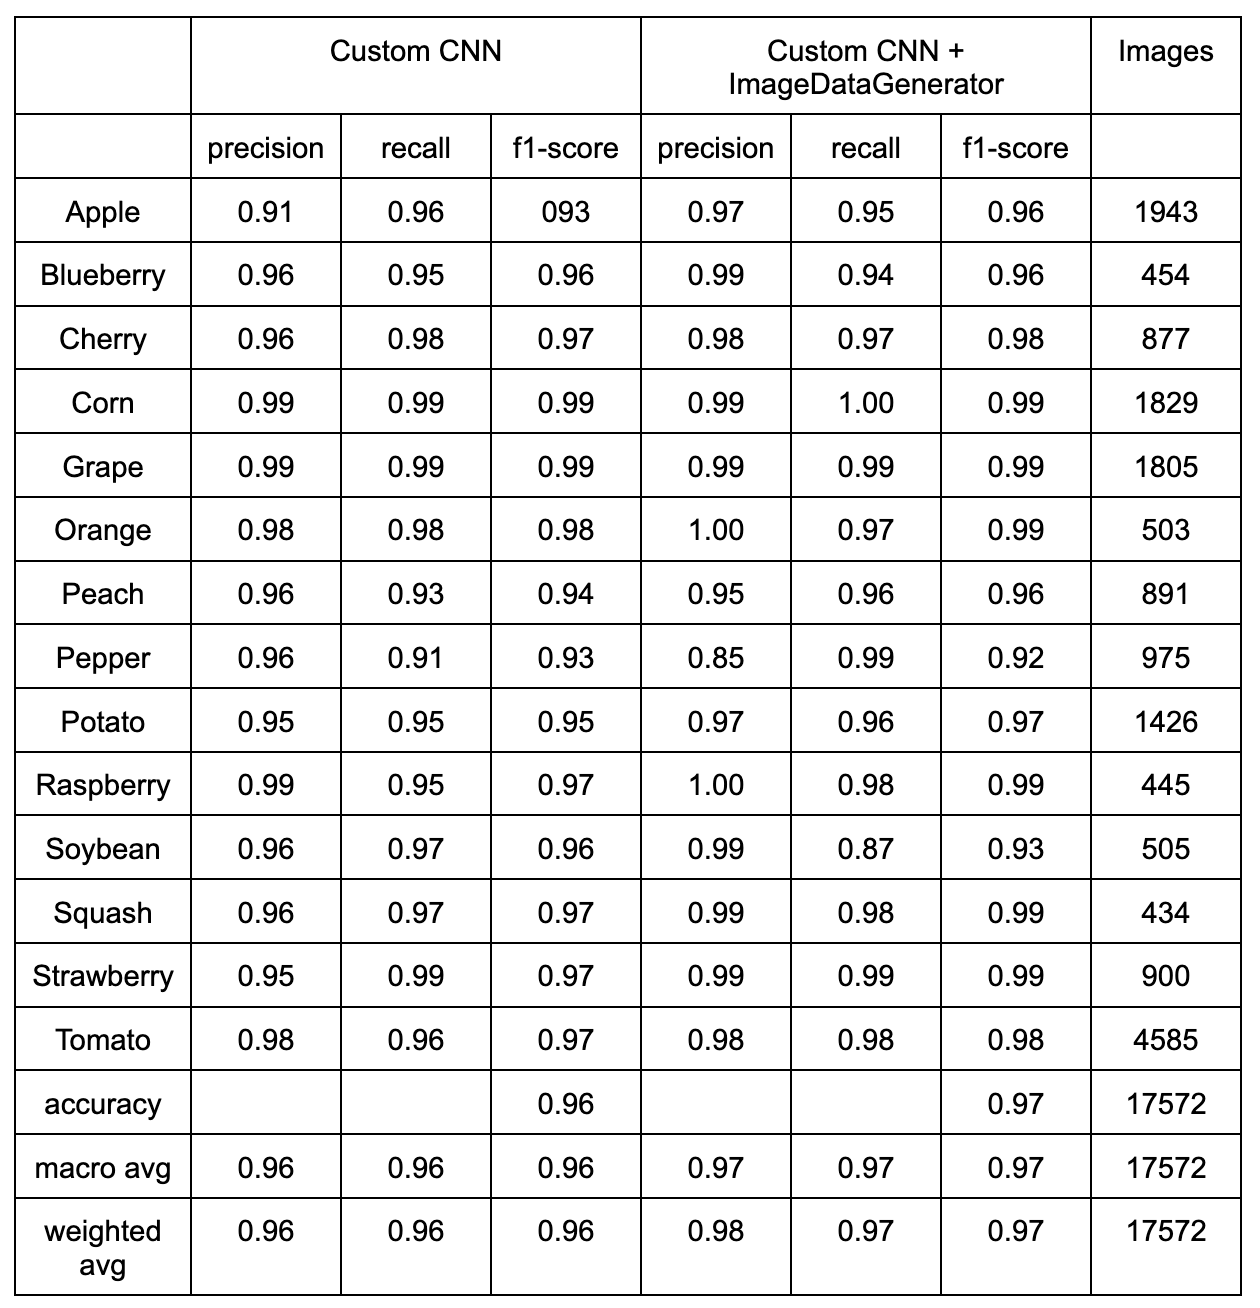 Custom CNN Custom CNN + Images
ImageDataGenerator
precision recall f1-score precision recall f1-score
Apple 0.91 0.96 093 0.97 0.95 0.96 1943
Blueberry 0.96 0.95 0.96 0.99 0.94 0.96 454
Cherry 0.96 0.98 0.97 0.98 0.97 0.98 877
Corn 0.99 0.99 0.99 0.99 1.00 0.99 1829
Grape 0.99 0.99 0.99 0.99 0.99 0.99 1805
Orange 0.98 0.98 0.98 1.00 0.97 0.99 503
Peach 0.96 0.93 0.94 0.95 0.96 0.96 891
Pepper 0.96 0.91 0.93 0.85 0.99 0.92 975
Potato 0.95 0.95 0.95 0.97 0.96 0.97 1426
Raspberry 0.99 0.95 0.97 1.00 0.98 0.99 445
Soybean 0.96 0.97 0.96 0.99 0.87 0.93 505
Squash 0.96 0.97 0.97 0.99 0.98 0.99 434
Strawberry 0.95 0.99 0.97 0.99 0.99 0.99 900
Tomato 0.98 0.96 0.97 0.98 0.98 0.98 4585
accuracy 0.96 0.97 17572
macro avg 0.96 0.96 0.96 0.97 0.97 0.97 17572
weighted 0.96 0.96 0.96 0.98 0.97 0.97 17572
avg